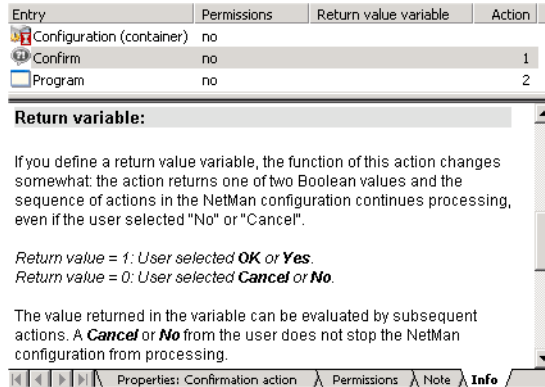 Entry Permissions Return value variable Action
Configuration (container) no
Confirm no 1
Program no 2
Return variable:
If you define a return value variable, the function of this action changes
somewhat: the action returns one of two Boolean values and the
sequence of actions in the NetMan configuration continues processing,
even if the user selected "No" or "Cancel".
Return value = 1: User selected OK or Yes.
Return value = 0: User selected Cancel or No.
The value returned in the variable can be evaluated by subsequent
actions. A Cancel or No from the user does not stop the NetMan
configuration from processing.
Properties: Confirmation action Permissions Note Info